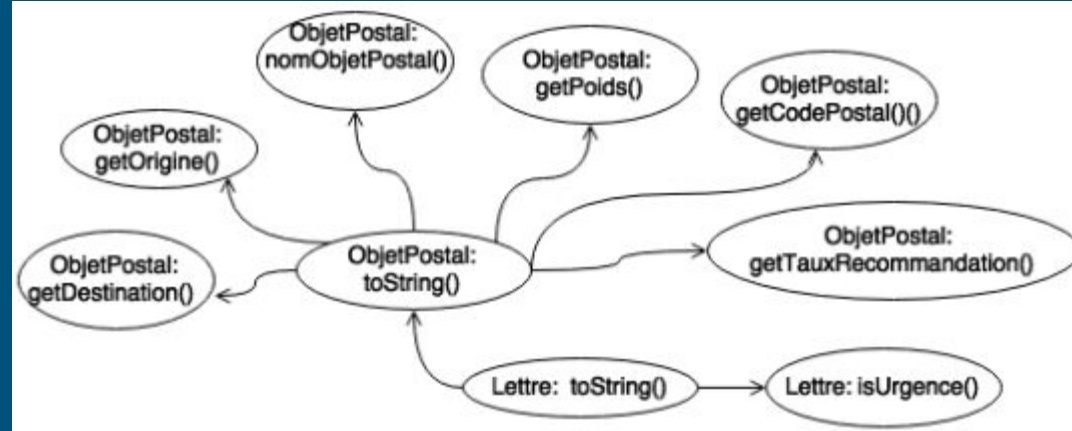 ObjetPostal:
nomObjetPostal()
ObjetPostal:
getPoids()
ObjetPostal:
getCodePostal()()
ObjetPostal:
getOrigine()
ObjetPostal:
toString()
ObjetPostal:
getTauxRecommandation()
ObjetPostal:
getDestination()
Lettre: toString()
Lettre: isUrgence()